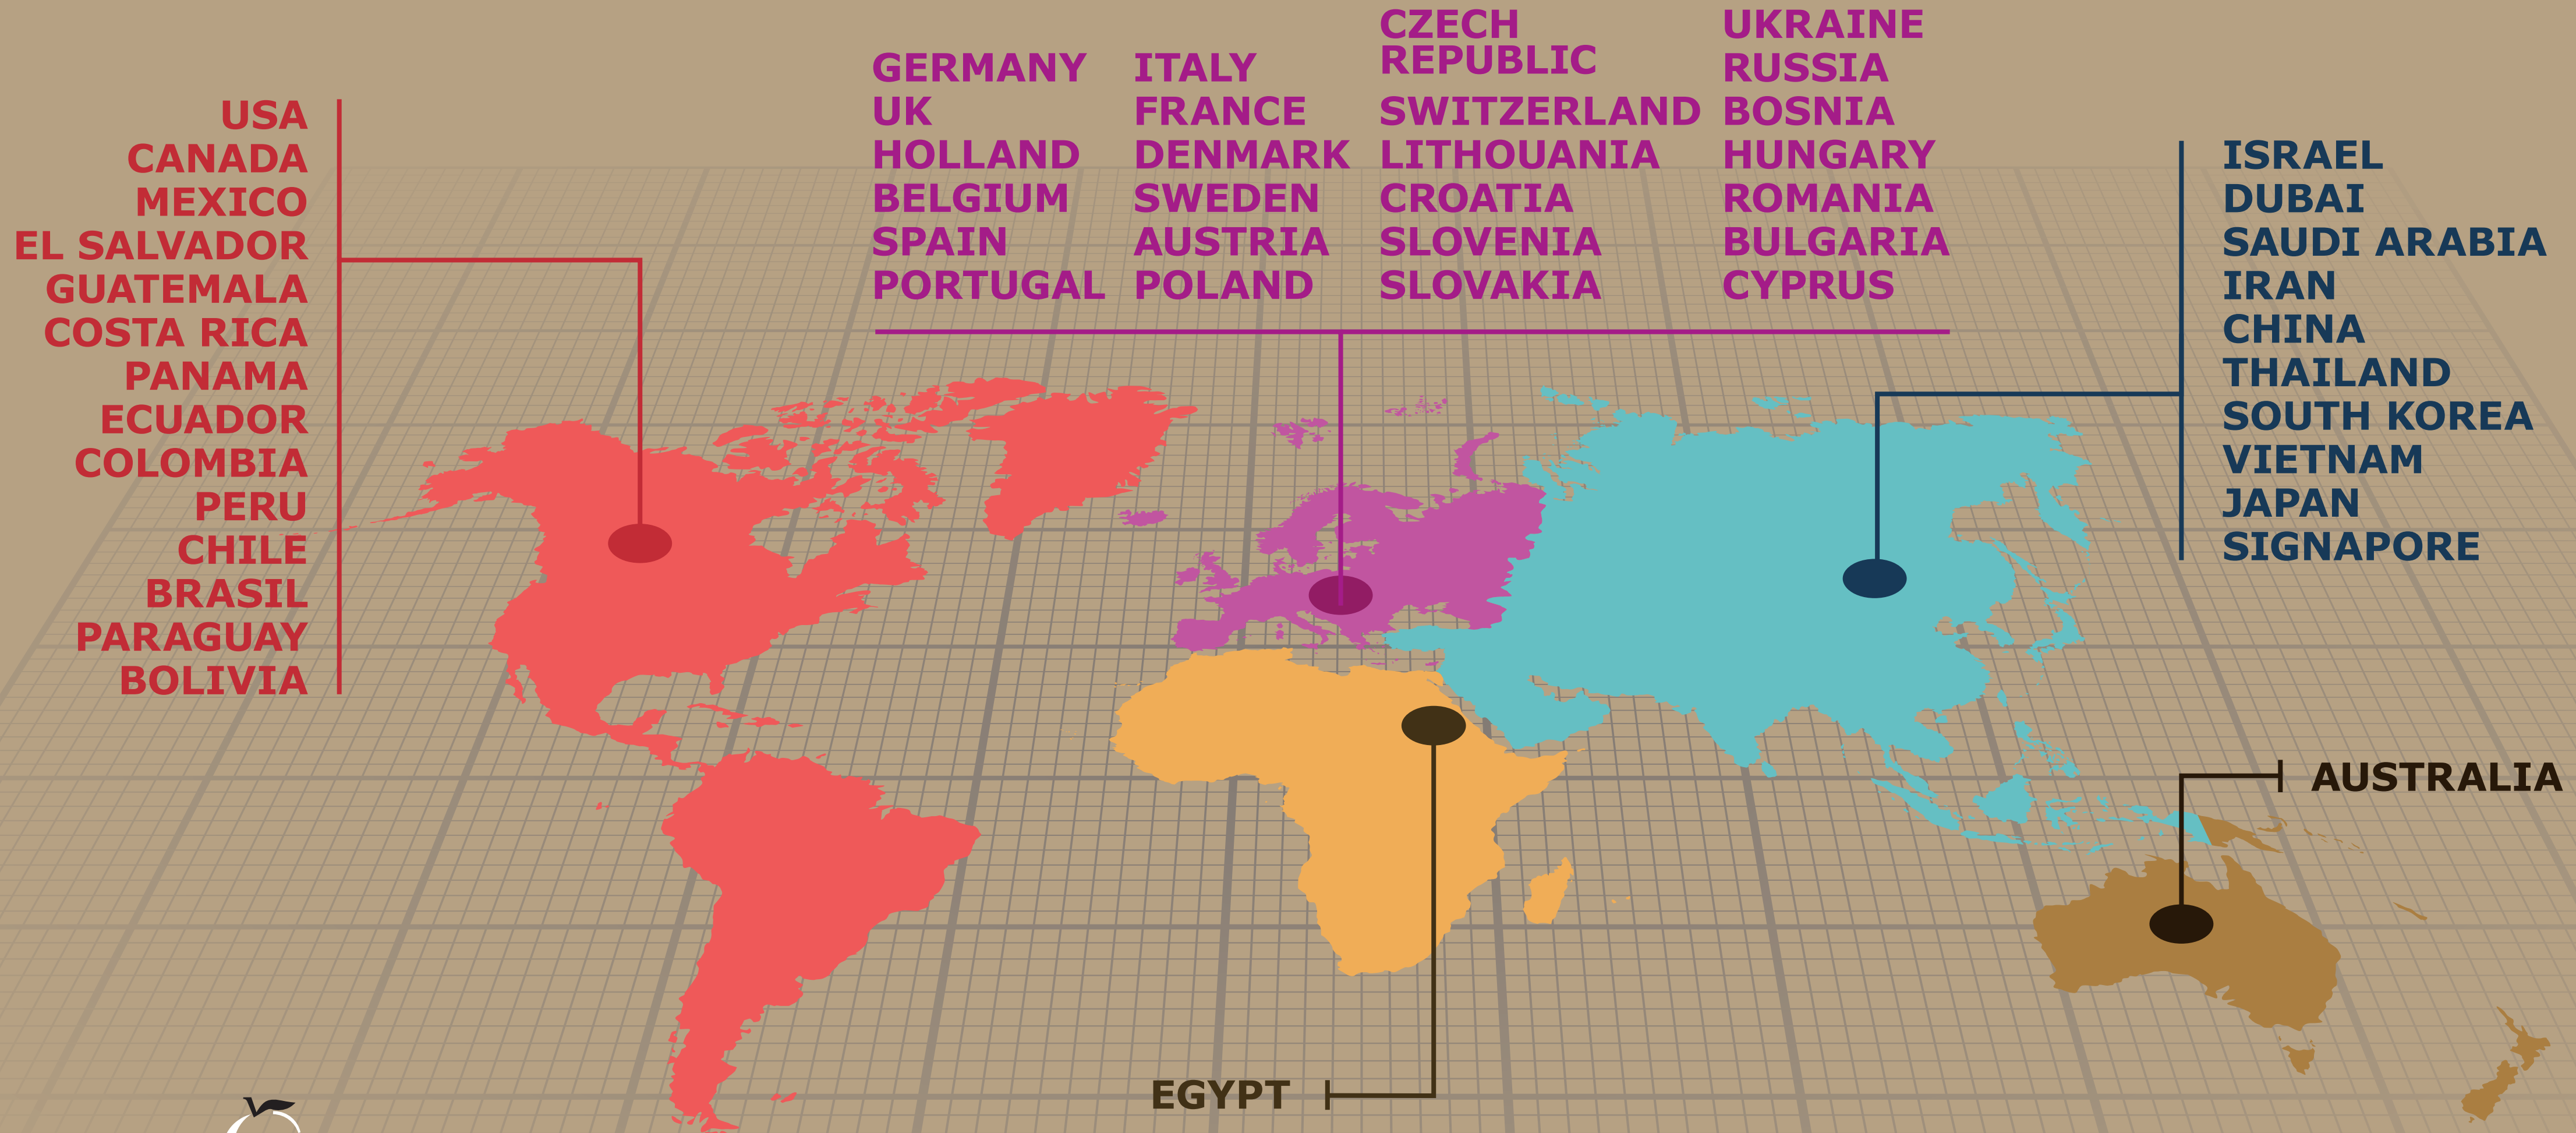 USA
CANADA
MEXICO
EL SALVADOR
GUATEMALA
COSTA RICA
PANAMA
ECUADOR
COLOMBIA
PERU
CHILE
BRASIL
PARAGUAY
BOLIVIA
GERMANY
UK
HOLLAND
BELGIUM
SPAIN
PORTUGAL
ITALY
FRANCE
DENMARK
SWEDEN
AUSTRIA
POLAND
CZECH
REPUBLIC
SWITZERLAND
LITHOUANIA
CROATIA
SLOVENIA
SLOVAKIA
UKRAINE
RUSSIA
BOSNIA
HUNGARY
ROMANIA
BULGARIA
CYPRUS
ISRAEL
DUBAI
SAUDI ARABIA
IRAN
CHINA
THAILAND
SOUTH KOREA
VIETNAM
JAPAN
SIGNAPORE
AUSTRALIA
EGYPT